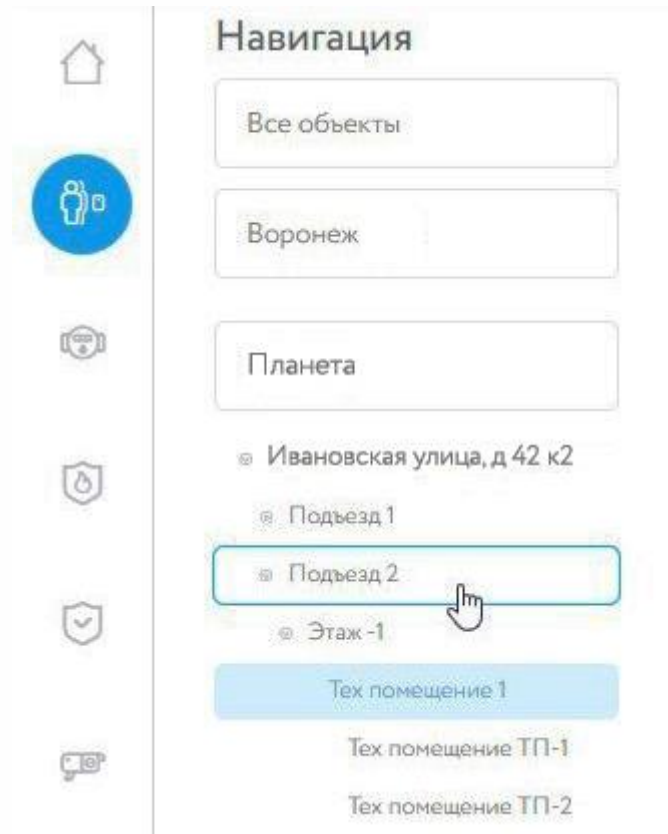 Навигация
Все объекты
Воронеж
Планета
Ивановская улица, д 42 к2
Подъезд 1
Подъезд 2
Этаж -1
Тех помещение 1
Тех помещение ТП-1
Тех помещение ТП-2